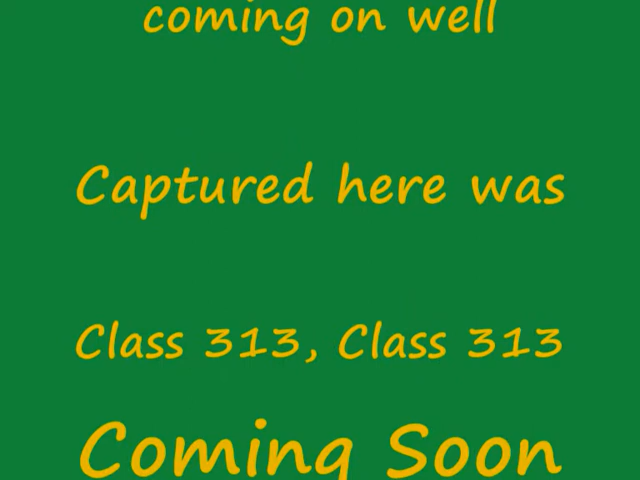 coming on well
Captured here was
Class 313, Class 313
Coming Soon